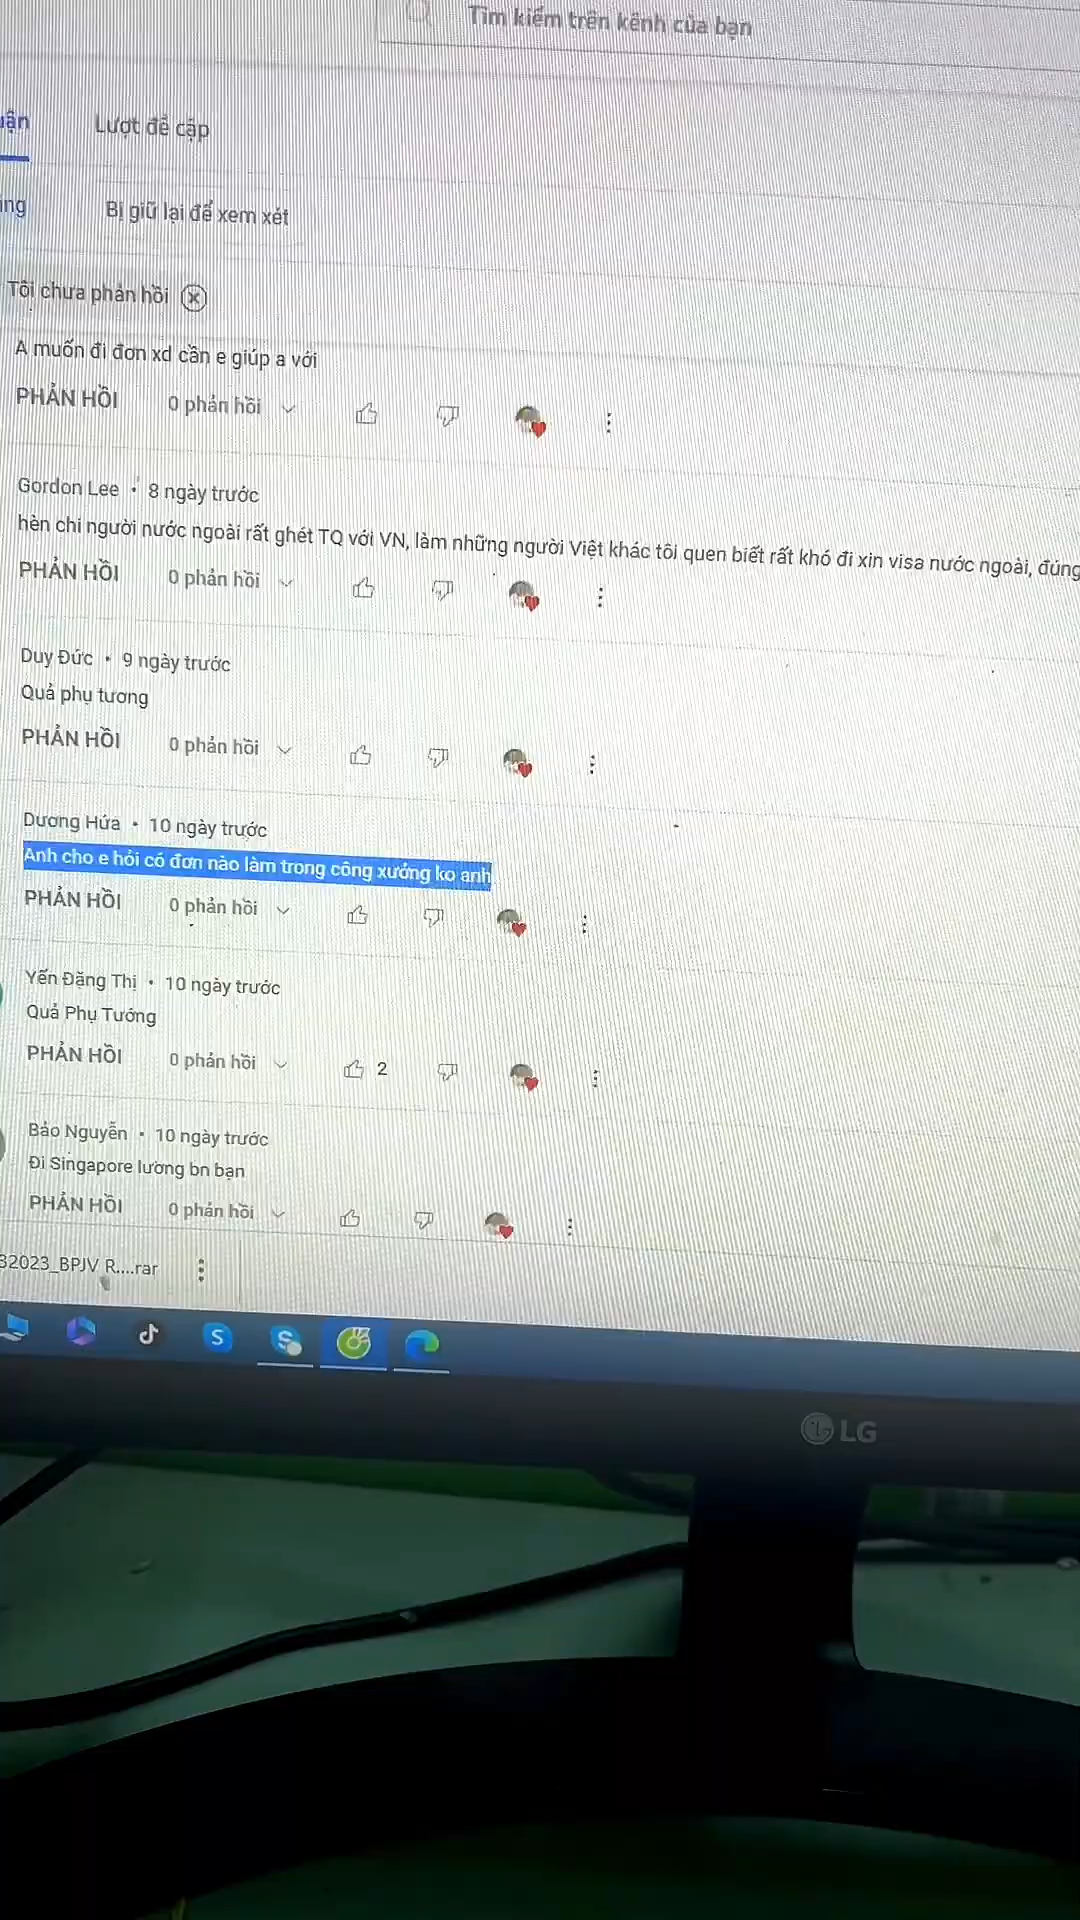 Tìm kiếm trên kênh của bạn
Lượt đề cập
Bị giữ lại để xem xét
Tôi chưa phản hồi
A muốn đi đơn xd cần e giúp a với
PHẢN HỒI 0 phản hồi
Gordon Lee • 8 ngày trước
hèn chi người nước ngoài rất ghét TQ với VN, làm những người Việt khác tôi quen biết rất khó đi xin visa nước ngoài, đúng
PHẢN HỒI 0 phản hồi
Duy Đức • 9 ngày trước
Quả phụ tương
PHẢN HỒI 0 phản hồi
Dương Hứa • 10 ngày trước
Anh cho e hỏi có đơn nào làm trong công xưởng ko anh
PHẢN HỒI 0 phản hồi
Yến Đặng Thị • 10 ngày trước
Quả Phụ Tướng
PHẢN HỒI 0 phản hồi 2
Bảo Nguyễn • 10 ngày trước
Đi Singapore lường bn bạn
PHẢN HỒI 0 phản hồi
32023_BPJV R....rar
LG